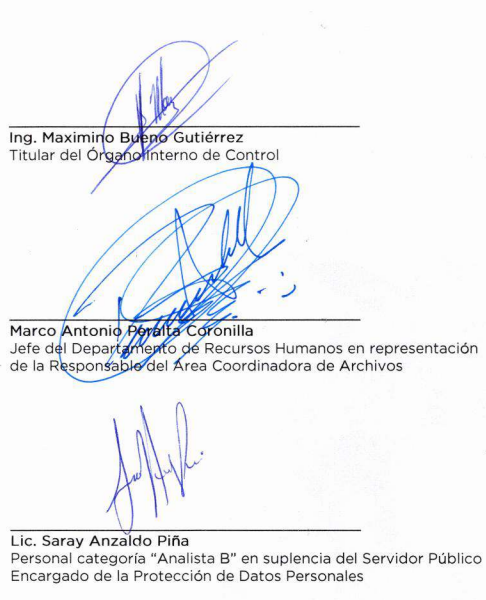 Ing. Maximino Bueno Gutiérrez
Titular del Órgano Interno de Control
Marco Antonio Peralta Coronilla
Jefe del Departamento de Recursos Humanos en representación
de la Responsable del Área Coordinadora de Archivos
Lic. Saray Anzaldo Piña
Personal categoría “Analista B” en suplencia del Servidor Público
Encargado de la Protección de Datos Personales